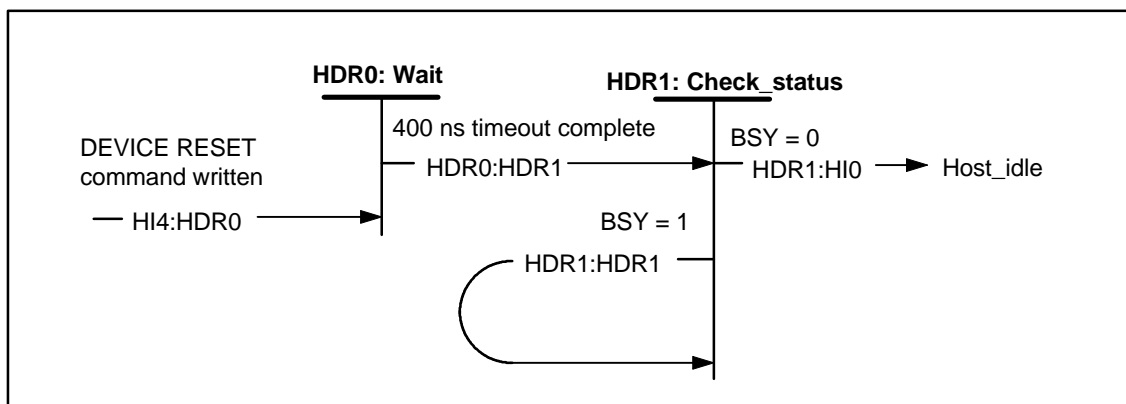 HDR0: Wait
HDR1: Check_status
400 ns timeout complete
BSY = 0
DEVICE RESET
command written
HDR0:HDR1
HDR1:HI0
Host_idle
HI4:HDR0
BSY = 1
HDR1:HDR1